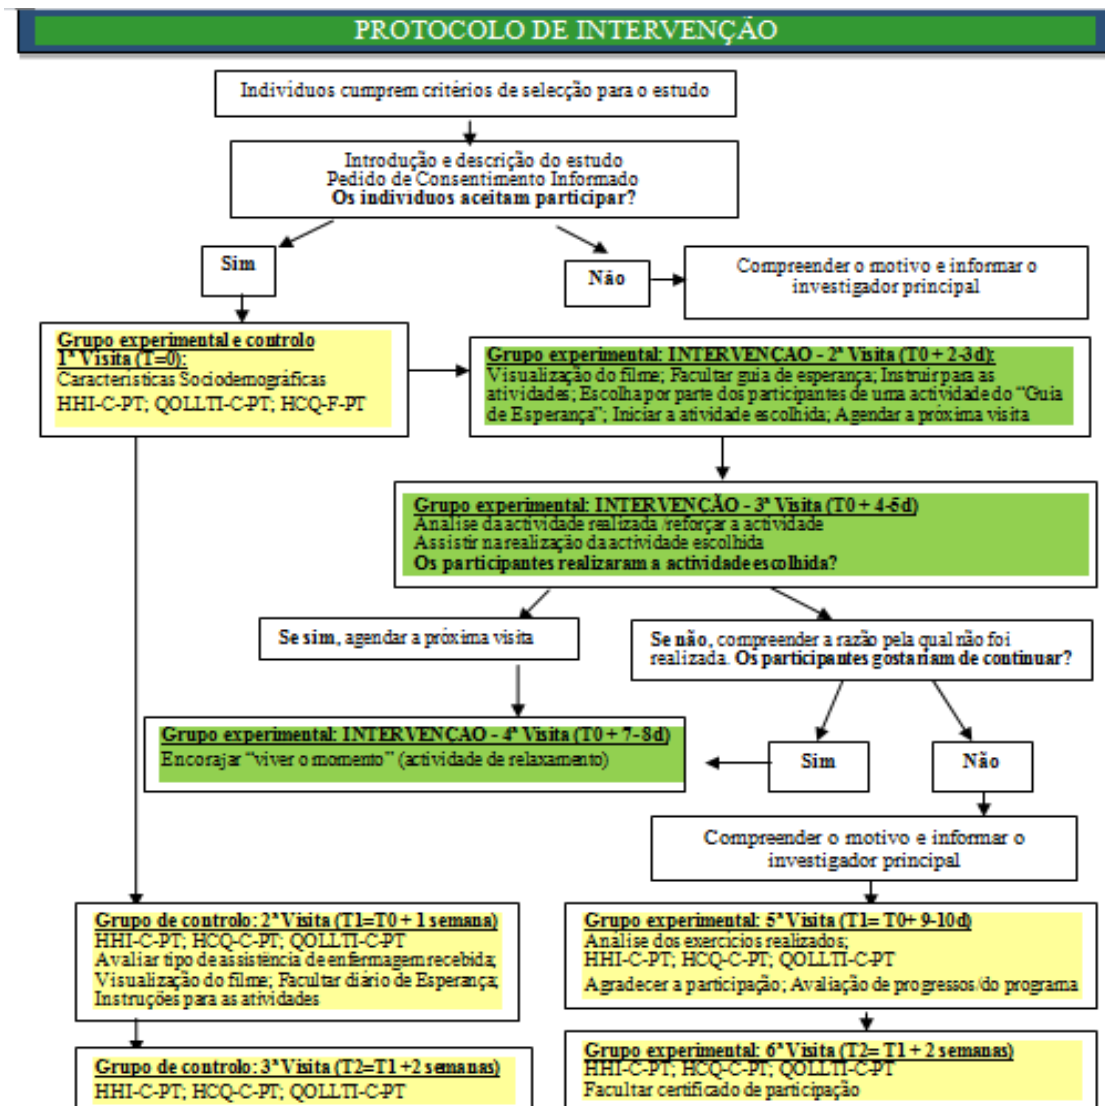 PROTOCOLO DE INTERVENÇÃO
Indivíduos cumprem critérios de selecção para o estudo
Introdução e descrição do estudo
Pedido de Consentimento Informado
Os indivíduos aceitam participar?
Sim
Não
Compreender o motivo e informar o
investigador principal
Grupo experimental e controlo
1ª Visita (T=0):
Características Sociodemográficas
HHI-C-PT; QOLLTI-C-PT; HCQ-F-PT
Grupo experimental: INTERVENÇAO - 2ª Visita (T0 + 2-3d):
Visualização do filme; Facultar guia de esperança; Instruir para as
atividades; Escolha por parte dos participantes de uma actividade do "Guia
de Esperança"; Iniciar a atividade escolhida; Agendar a próxima visita
Grupo experimental: INTERVENÇÃO - 3ª Visita (T0 + 4-5d)
Análise da actividade realizada /reforçar a actividade
Assistir na realização da actividade escolhida
Os participantes realizaram a actividade escolhida?
Se sim, agendar a próxima visita
Se não, compreender a razão pela qual não foi
realizada. Os participantes gostariam de continuar?
Grupo experimental: INTERVENÇAO - 4ª Visita (T0 + 7- 8d)
Encorajar "viver o momento" (actividade de relaxamento)
Sim
Não
Compreender o motivo e informar o
investigador principal
Grupo de controlo: 2ª Visita (T1=T0 + 1 semana)
HHI-C-PT; HCQ-C-PT; QOLLTI-C-PT
Avaliar tipo de assistência de enfermagem recebida;
Visualização do filme; Facultar diário de Esperança;
Instruções para as atividades
Grupo experimental: 5ª Visita (T1= T0+ 9-10d)
Análise dos exercícios realizados;
HHI-C-PT; HCQ-C-PT; QOLLTI-C-PT
Agradecer a participação; Avaliação de progressos/do programa
Grupo de controlo: 3ª Visita (T2=T1 +2 semanas)
HHI-C-PT; HCQ-C-PT; QOLLTI-C-PT
Grupo experimental: 6ª Visita (T2= T1 + 2 semanas)
HHI-C-PT; HCQ-C-PT; QOLLTI-C-PT
Facultar certificado de participação